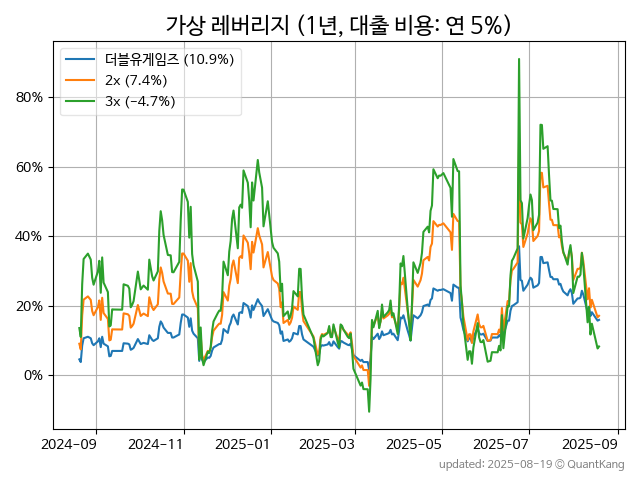 가상 레버리지 (1년, 대출 비용: 연 5%)
더블유게임즈 (10.9%)
2x (7.4%)
3x (−4.7%)
80%
60%
40%
20%
0%
2024-09 2024-11 2025-01 2025-03 2025-05 2025-07 2025-09
updated: 2025-08-19 © QuantKang